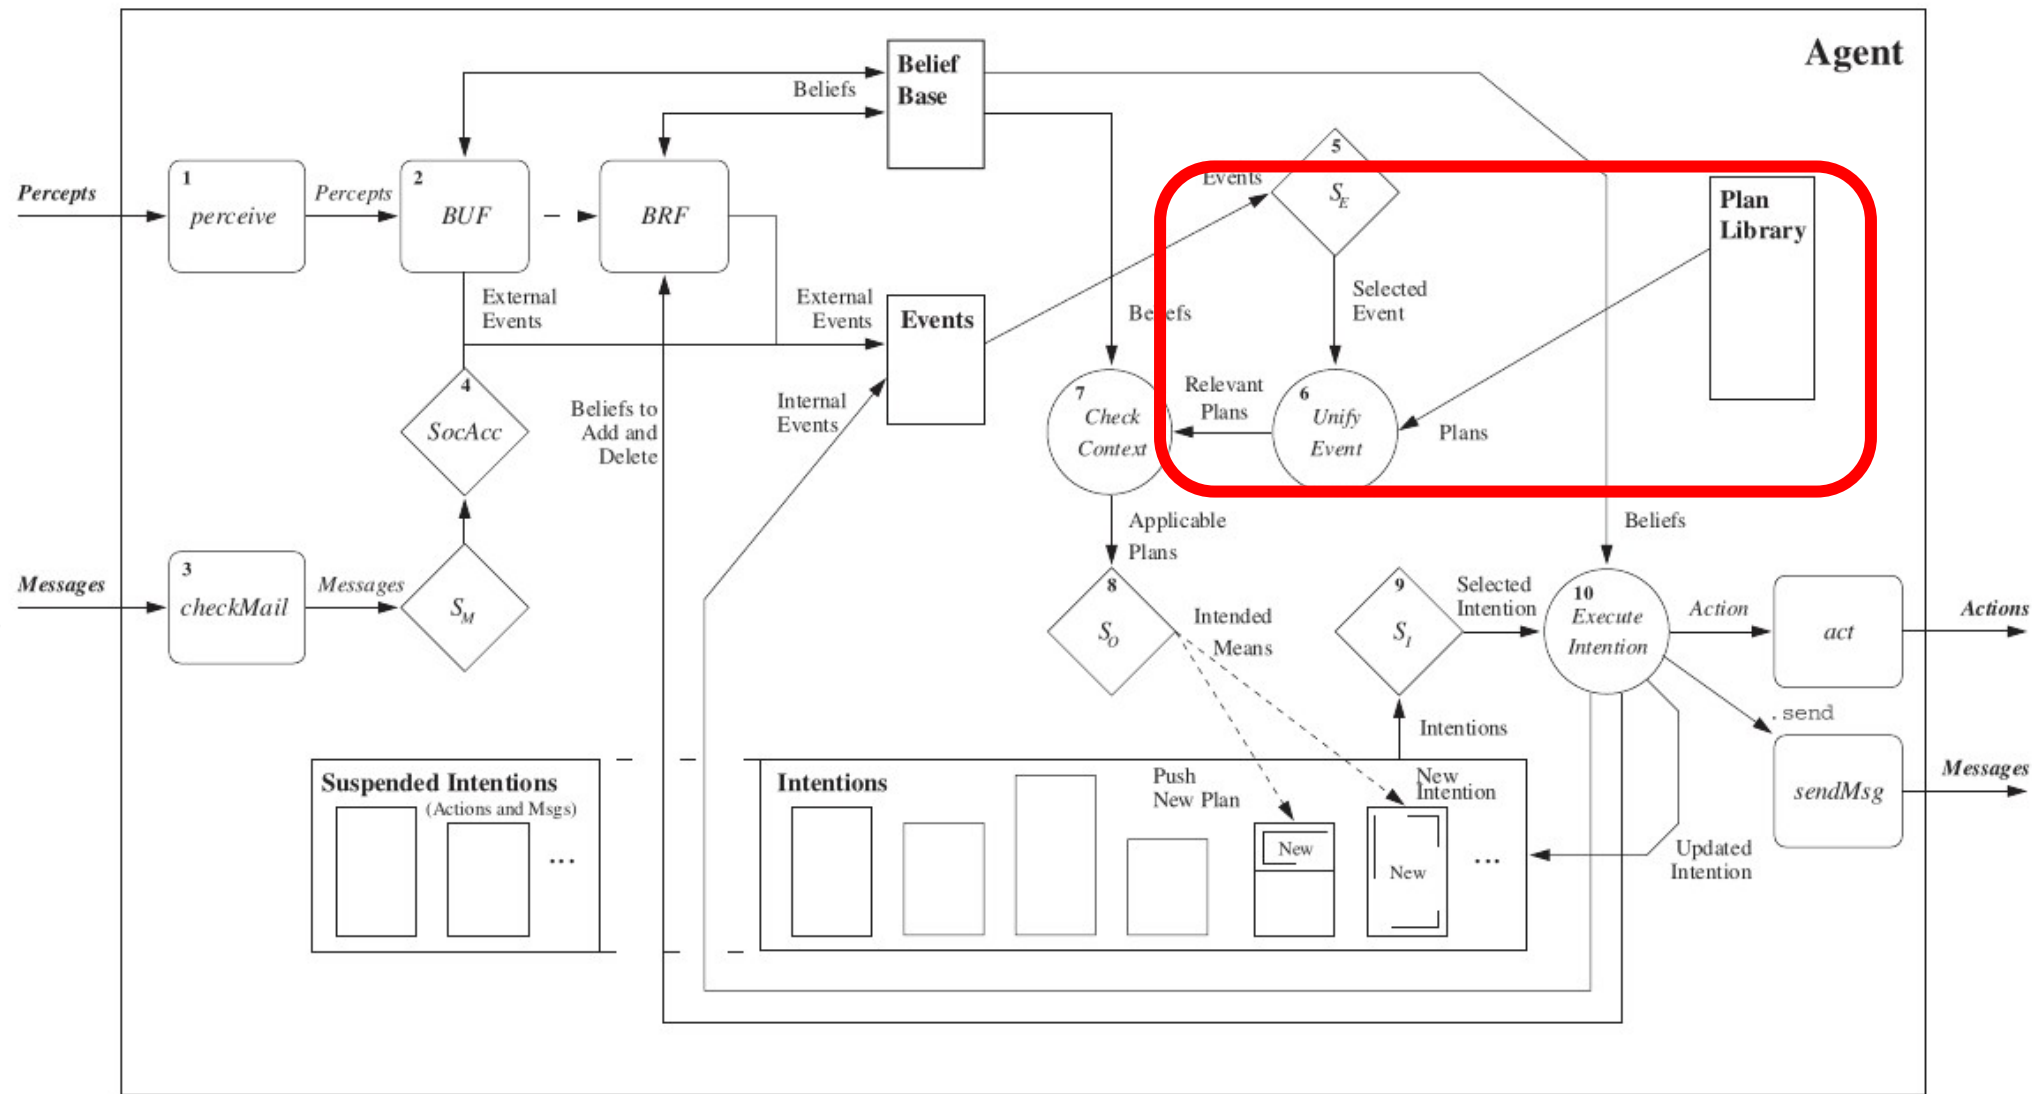 Agent
Belief
Base
Beliefs
5
S_E
Events
Plan
Library
Percepts
1
perceive
Percepts
2
BUF
BRF
External
Events
External
Events
Events
Beliefs
Selected
Event
4
SocAcc
Beliefs to
Add and
Delete
Internal
Events
7
Check
Context
Relevant
Plans
6
Unify
Event
Plans
Applicable
Plans
Beliefs
Messages
3
checkMail
Messages
S_M
8
S_O
Intended
Means
9
S_I
Selected
Intention
10
Execute
Intention
Action
act
Actions
.send
sendMsg
Messages
Intentions
Suspended Intentions
(Actions and Msgs)
...
Intentions
Push
New Plan
New
Intention
New
New
...
Updated
Intention